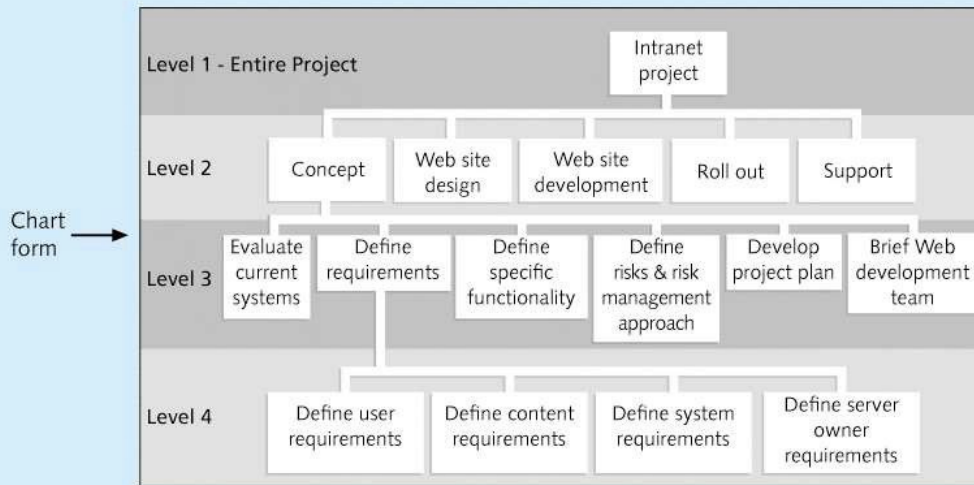 Level 1 - Entire Project
Intranet
project
Level 2
Concept
Web site
design
Web site
development
Roll out
Support
Chart
form
Level 3
Evaluate
current
systems
Define
requirements
Define
specific
functionality
Define
risks & risk
management
approach
Develop
project plan
Brief Web
development
team
Level 4
Define user
requirements
Define content
requirements
Define system
requirements
Define server
owner
requirements